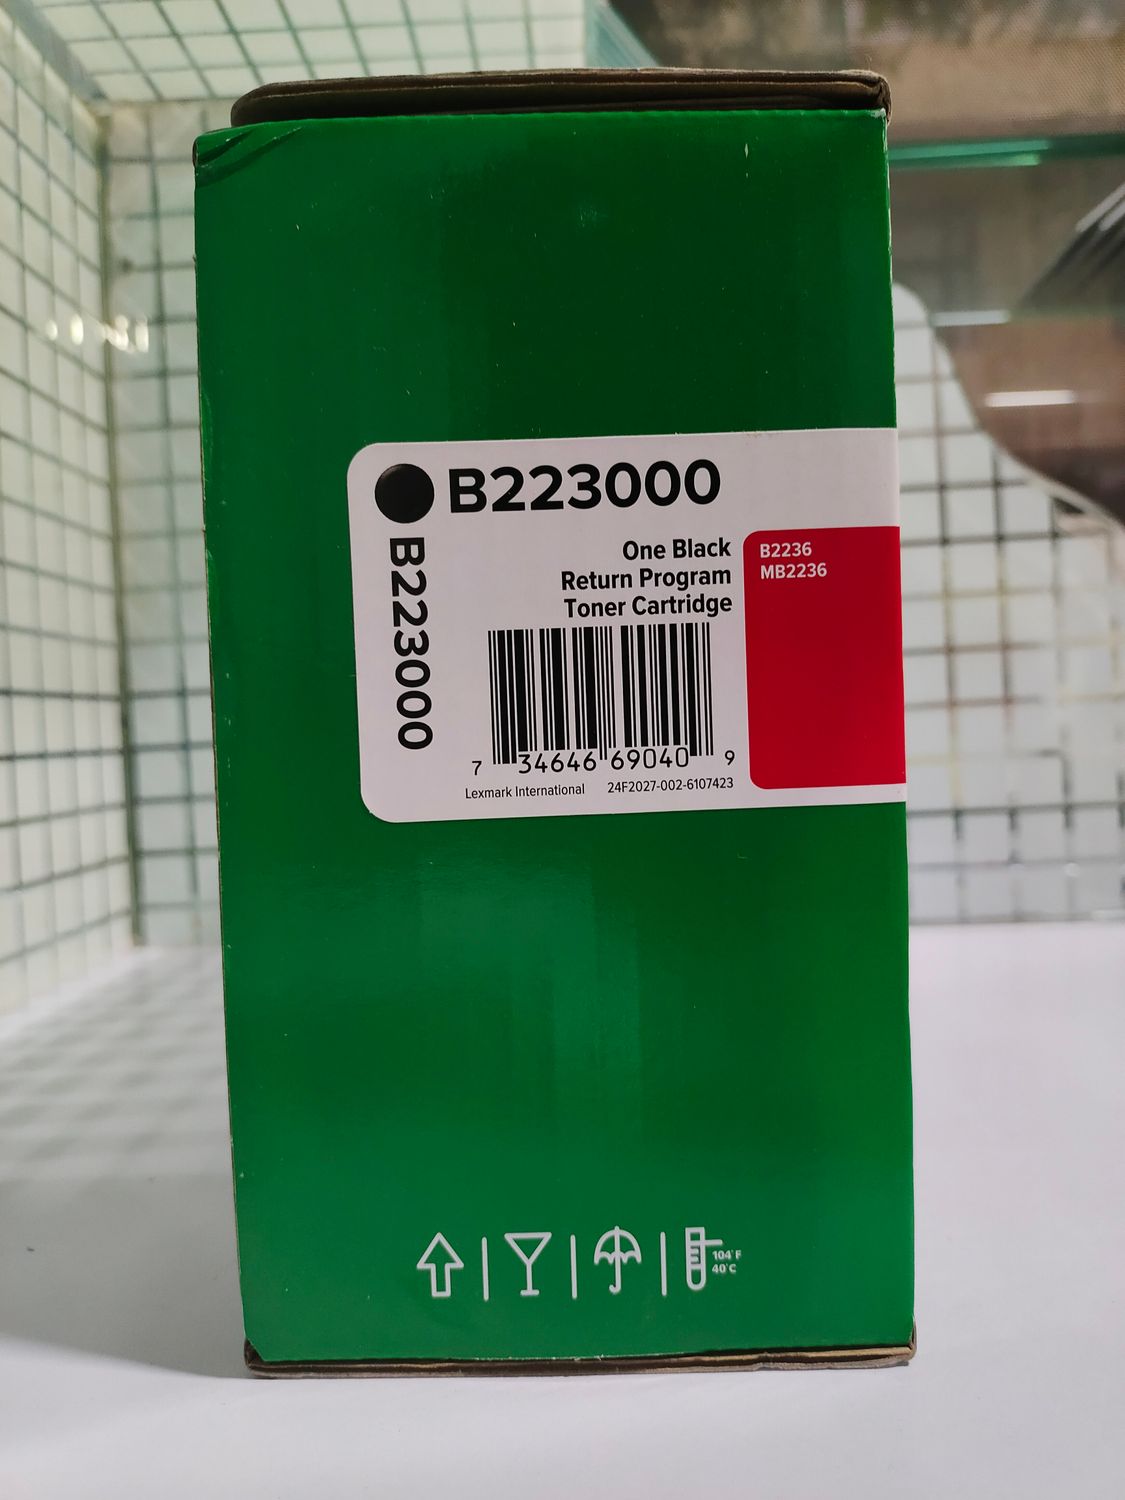 B223000
B223000
One Black
Return Program
Toner Cartridge
B2236
MB2236
7 34646 69040 9
Lexmark International 24F2027-002-6107423
104°F
40°C